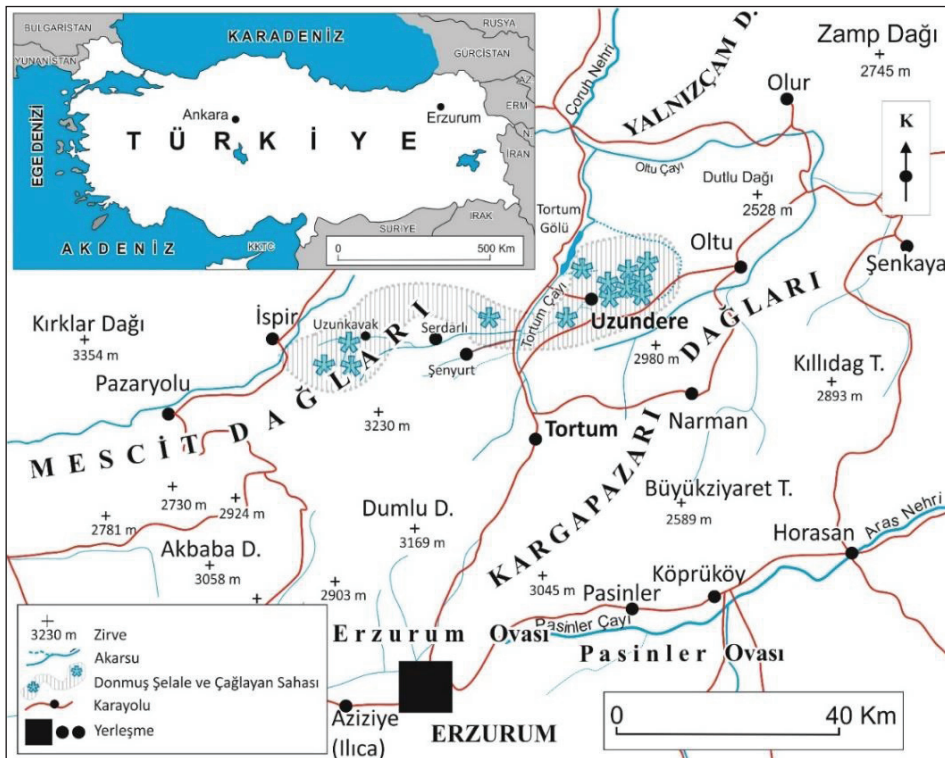 BULGARİSTAN
YUNANİSTAN
KARADENİZ
RUSYA
GÜRCİSTAN
AZ
ERM.
N.
İRAN
Ankara
Erzurum
TÜRKİYE
EGE DENİZİ
AKDENİZ
KKTC
SURİYE
IRAK
0 500 Km
Çoruh Nehri
YALNIZÇAM D.
Zamp Dağı
2745 m
Olur
K
Oltu Çayı
Dutlu Dağı
2528 m
Tortum
Gölü
Oltu
Şenkaya
Kırklar Dağı
3354 m
İspir
Uzunkavak
Serdarlı
Şenyurt
Tortum Çayı
Uzundere
2980 m
Kıllıdag T.
2893 m
Pazaryolu
MESCİT DAĞLARI
3230 m
Tortum
Narman
KARGAPAZARI DAĞLARI
2730 m
2781 m
2924 m
Akbaba D.
3058 m
Dumlu D.
3169 m
Büyükziyaret T.
2589 m
Horasan
Aras Nehri
2903 m
3045 m
Pasinler
Köprüköy
Pasinler Çayı
Erzurum Ovası
Pasinler Ovası
Aziziye
(Ilıca)
ERZURUM
0 40 Km
3230 m Zirve
Akarsu
Donmuş Şelale ve Çağlayan Sahası
Karayolu
Yerleşme